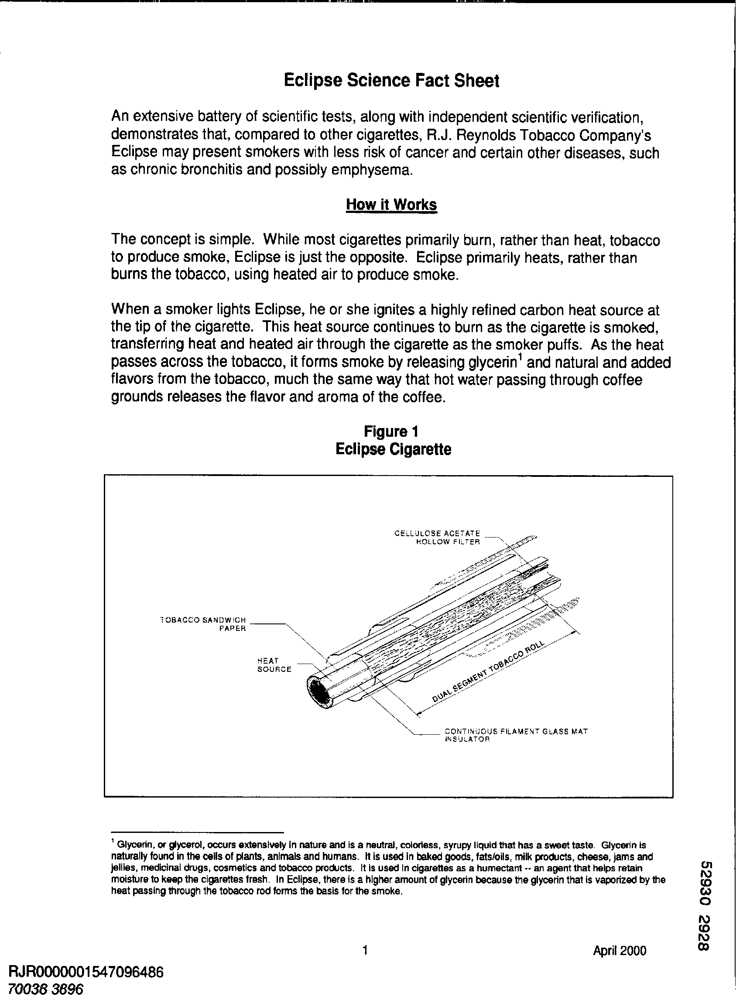 Eclipse Science Fact Sheet
An extensive battery of scientific tests, along with independent scientific verification,
demonstrates that, compared to other cigarettes, R.J. Reynolds Tobacco Company's
Eclipse may present smokers with less risk of cancer and certain other diseases, such
as chronic bronchitis and possibly emphysema.
How it Works
The concept is simple. While most cigarettes primarily burn, rather than heat, tobacco
to produce smoke, Eclipse is just the opposite. Eclipse primarily heats, rather than
burns the tobacco, using heated air to produce smoke.
When a smoker lights Eclipse, he or she ignites a highly refined carbon heat source at
the tip of the cigarette. This heat source continues to burn as the cigarette is smoked,
transferring heat and heated air through the cigarette as the smoker puffs. As the heat
passes across the tobacco, it forms smoke by releasing glycerin¹ and natural and added
flavors from the tobacco, much the same way that hot water passing through coffee
grounds releases the flavor and aroma of the coffee.
Figure 1
Eclipse Cigarette
CELLULOSE ACETATE
HOLLOW FILTER
TOBACCO SANDWICH
PAPER
HEAT
SOURCE
DUAL SEGMENT TOBACCO ROLL
CONTINUOUS FILAMENT GLASS MAT
INSULATOR
¹ Glycerin, or glycerol, occurs extensively in nature and is a neutral, colorless, syrupy liquid that has a sweet taste. Glycerin is
naturally found in the cells of plants, animals and humans. It is used in baked goods, fats/oils, milk products, cheese, jams and
jellies, medicinal drugs, cosmetics and tobacco products. It is used in cigarettes as a humectant -- an agent that helps retain
moisture to keep the cigarettes fresh. In Eclipse, there is a higher amount of glycerin because the glycerin that is vaporized by the
heat passing through the tobacco rod forms the basis for the smoke.
52930 2928
1
April 2000
RJR0000001547096486
70036 3696